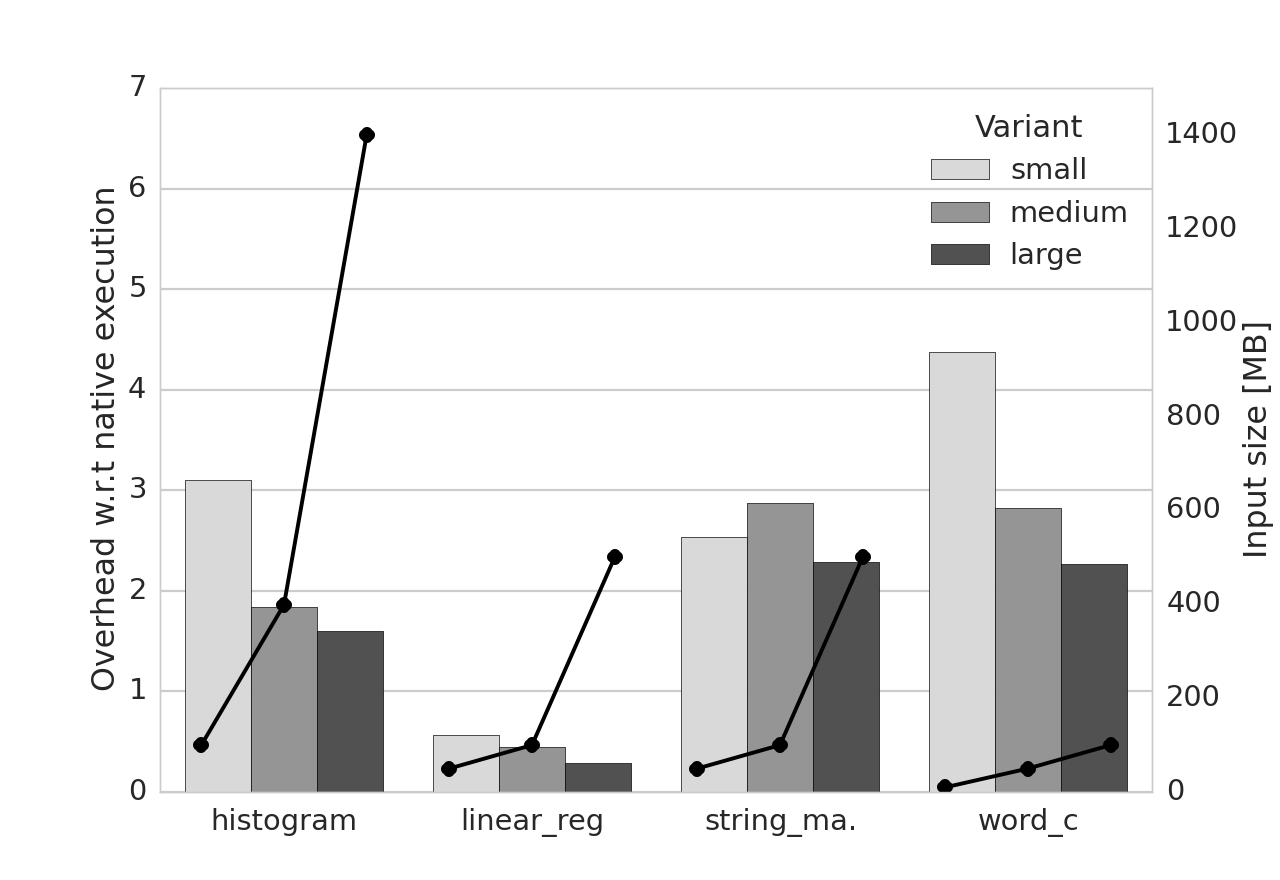 Overhead w.r.t native execution
7
6
5
4
3
2
1
0
Variant
small
medium
large
1400
1200
1000
800
600
400
200
0
Input size [MB]
histogram
linear_reg
string_ma.
word_c